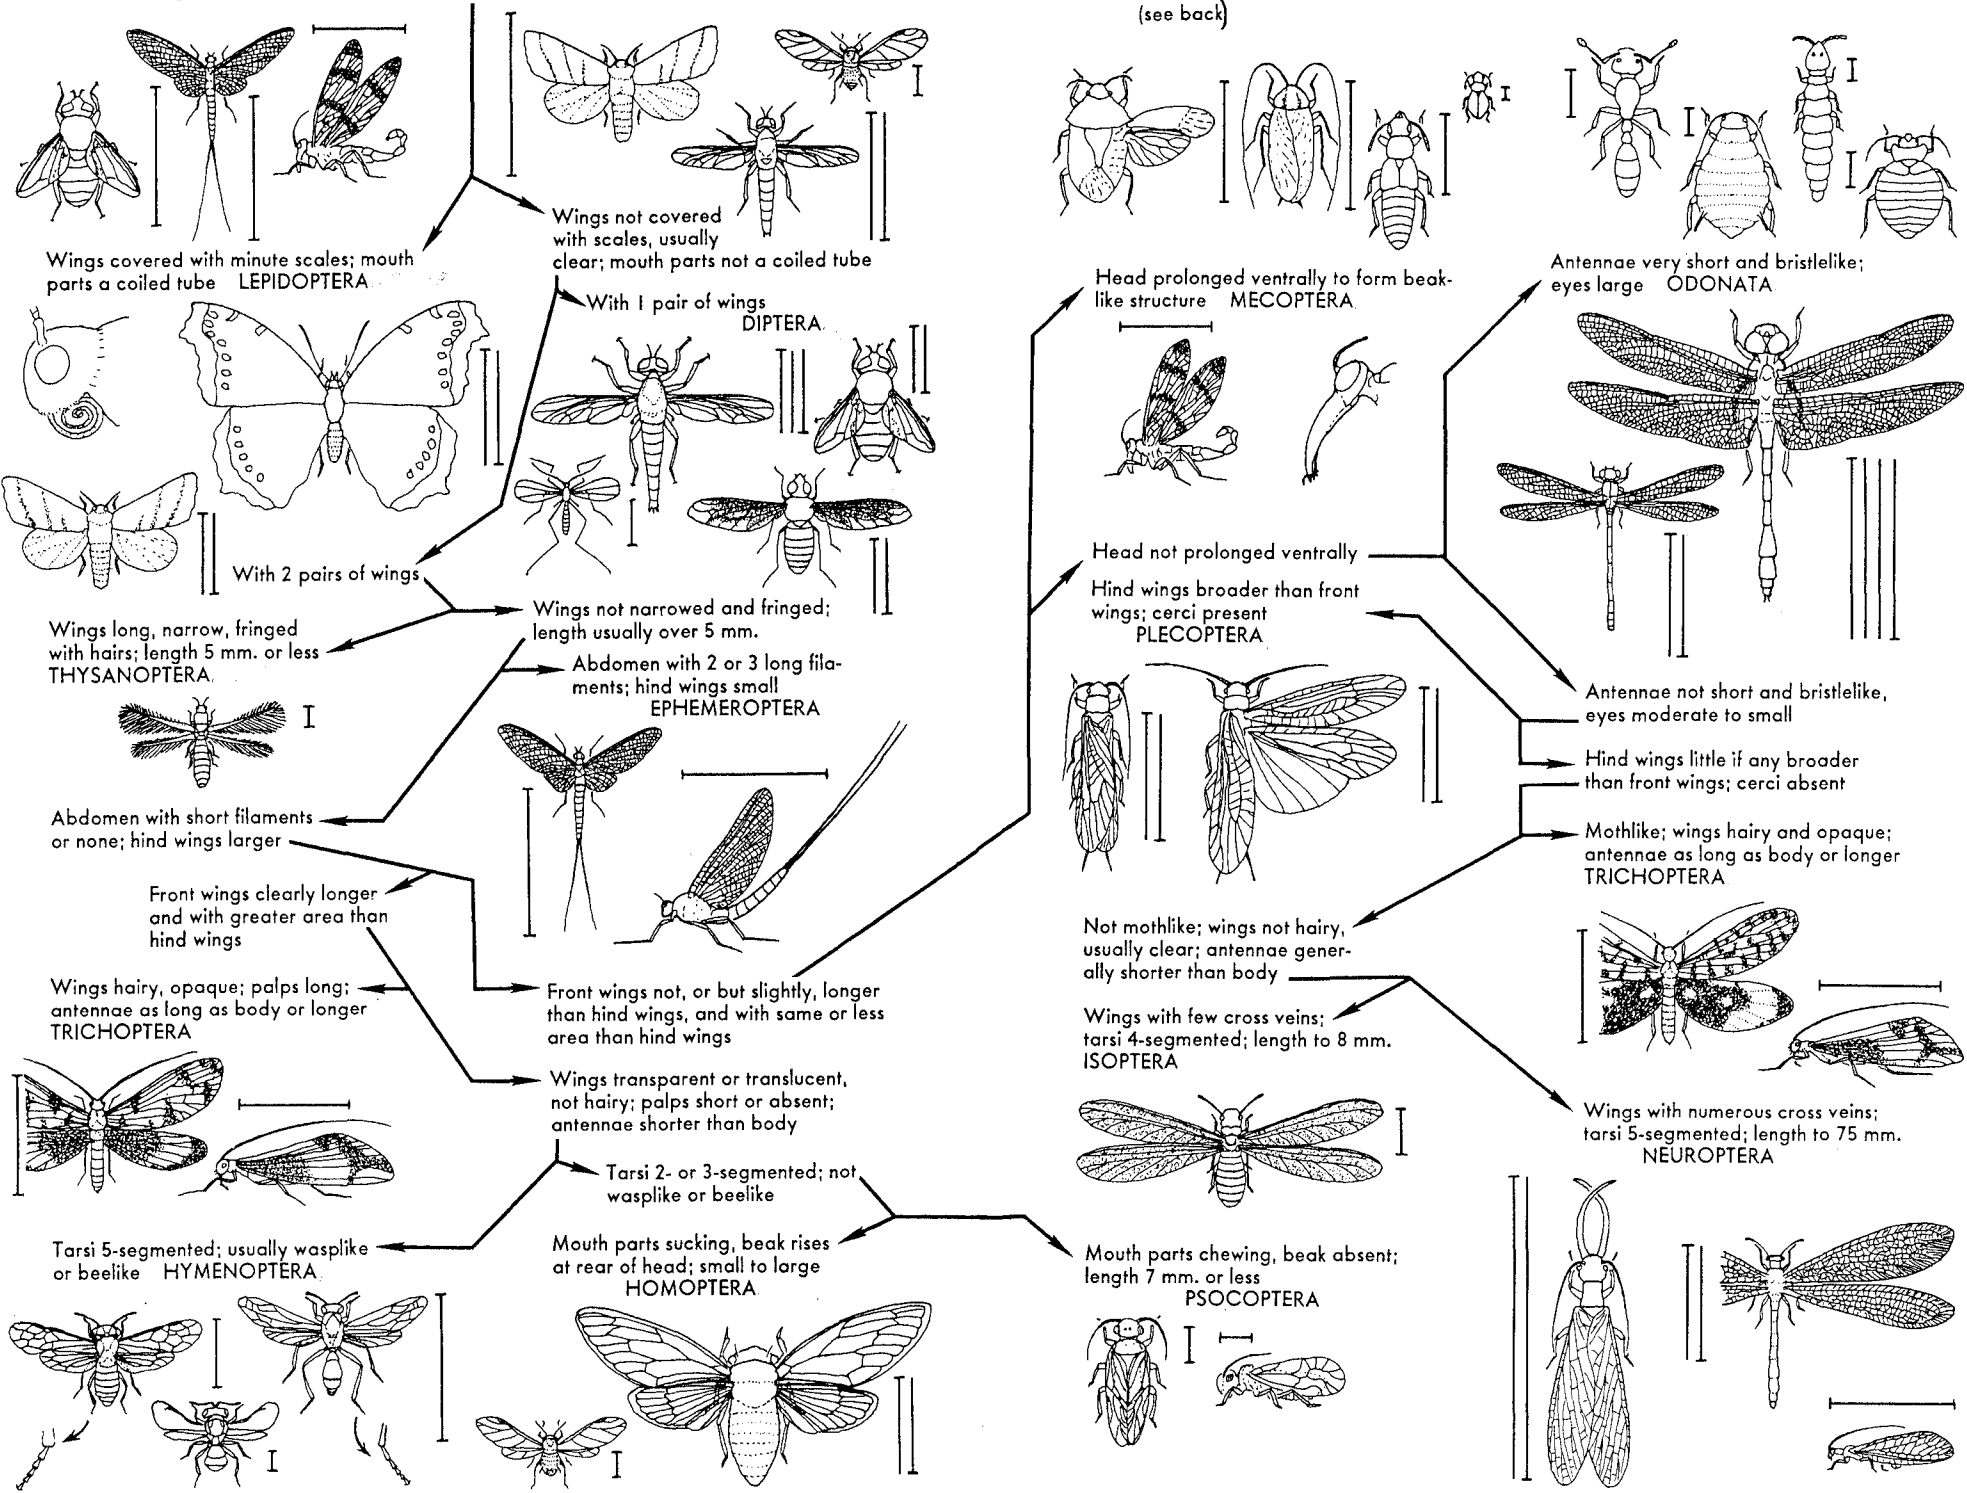 (see back)
Wings not covered
with scales, usually
clear; mouth parts not a coiled tube
Wings covered with minute scales; mouth
parts a coiled tube LEPIDOPTERA
With 1 pair of wings
DIPTERA
With 2 pairs of wings
Wings not narrowed and fringed;
length usually over 5 mm.
Wings long, narrow, fringed
with hairs; length 5 mm. or less
THYSANOPTERA
Abdomen with 2 or 3 long fila-
ments; hind wings small
EPHEMEROPTERA
Abdomen with short filaments
or none; hind wings larger
Front wings clearly longer
and with greater area than
hind wings
Wings hairy, opaque; palps long;
antennae as long as body or longer
TRICHOPTERA
Front wings not, or but slightly, longer
than hind wings, and with same or less
area than hind wings
Wings transparent or translucent,
not hairy; palps short or absent;
antennae shorter than body
Tarsi 2- or 3-segmented; not
wasplike or beelike
Tarsi 5-segmented; usually wasplike
or beelike HYMENOPTERA
Mouth parts sucking, beak rises
at rear of head; small to large
HOMOPTERA
Mouth parts chewing, beak absent;
length 7 mm. or less
PSOCOPTERA
Head prolonged ventrally to form beak-
like structure MECOPTERA
Head not prolonged ventrally
Antennae very short and bristlelike;
eyes large ODONATA
Hind wings broader than front
wings; cerci present
PLECOPTERA
Antennae not short and bristlelike,
eyes moderate to small
Hind wings little if any broader
than front wings; cerci absent
Mothlike; wings hairy and opaque;
antennae as long as body or longer
TRICHOPTERA
Not mothlike; wings not hairy,
usually clear; antennae gener-
ally shorter than body
Wings with few cross veins;
tarsi 4-segmented; length to 8 mm.
ISOPTERA
Wings with numerous cross veins;
tarsi 5-segmented; length to 75 mm.
NEUROPTERA